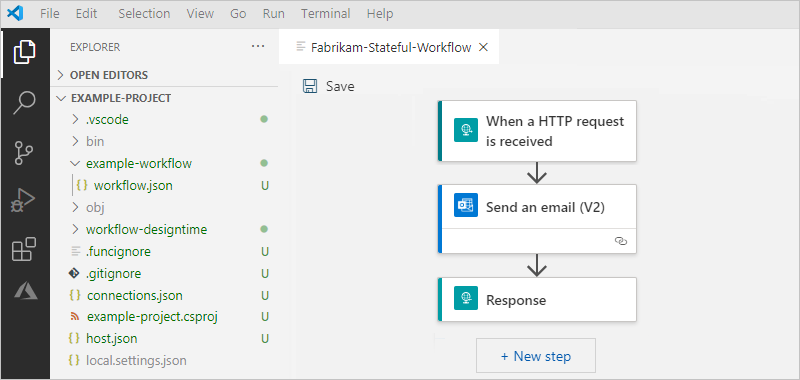 File Edit Selection View Go Run Terminal Help
EXPLORER
Fabrikam-Stateful-Workflow
OPEN EDITORS
EXAMPLE-PROJECT
.vscode
bin
example-workflow
workflow.json U
obj
workflow-designtime
.funcignore U
.gitignore U
connections.json U
example-project.csproj U
host.json U
local.settings.json
Save
When a HTTP request
is received
Send an email (V2)
Response
+ New step